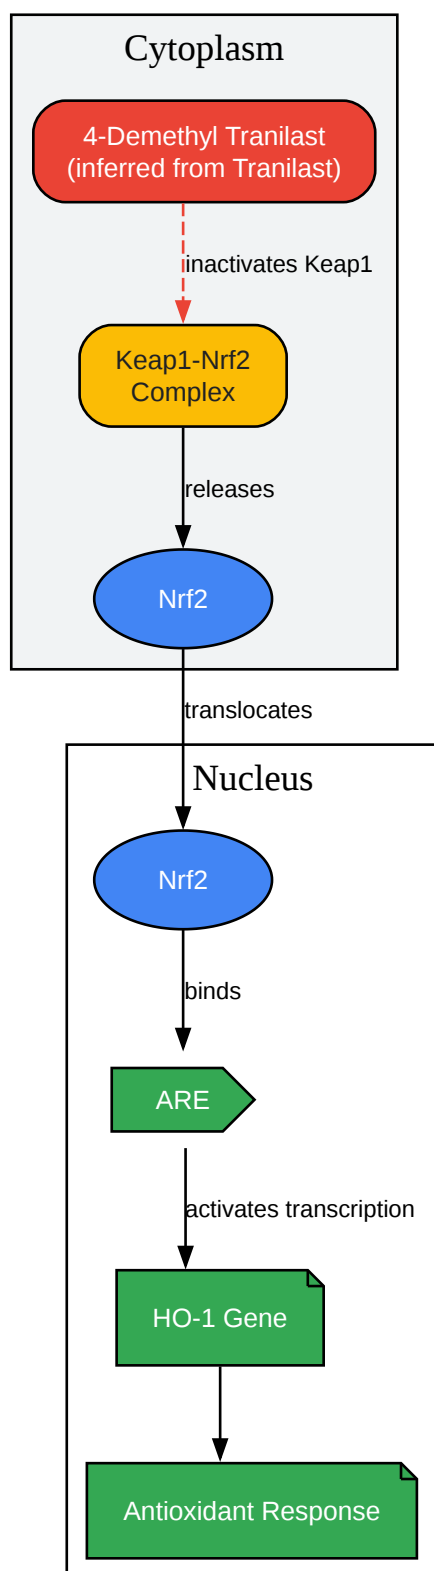 Cytoplasm
4-Demethyl Tranilast
(inferred from Tranilast)
inactivates Keap1
Keap1-Nrf2
Complex
releases
Nrf2
translocates
Nucleus
Nrf2
binds
ARE
activates transcription
HO-1 Gene
Antioxidant Response